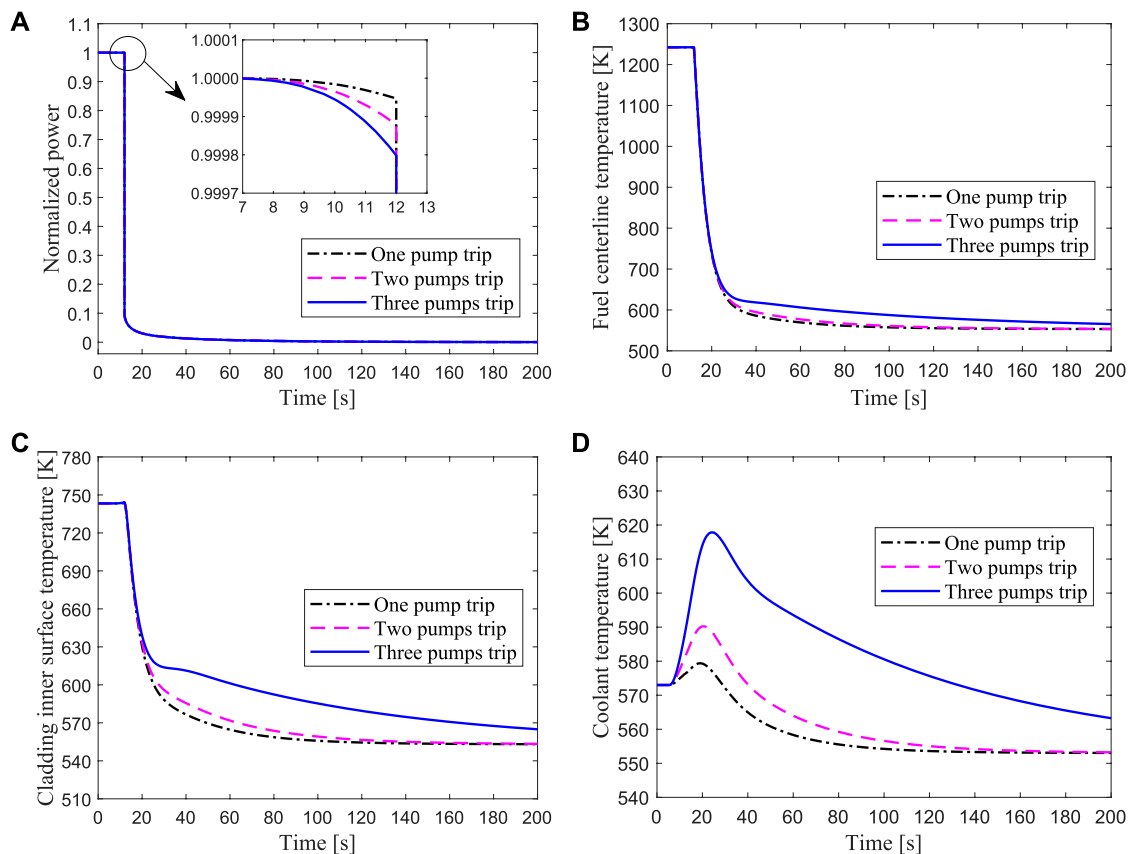 A
Normalized power
1.1
1
0.9
0.8
0.7
0.6
0.5
0.4
0.3
0.2
0.1
0
0 20 40 60 80 100 120 140 160 180 200
Time [s]
1.0001
1.0000
0.9999
0.9998
0.9997
7 8 9 10 11 12 13
One pump trip
Two pumps trip
Three pumps trip
B
Fuel centerline temperature [K]
1300
1200
1100
1000
900
800
700
600
500
0 20 40 60 80 100 120 140 160 180 200
Time [s]
One pump trip
Two pumps trip
Three pumps trip
C
Cladding inner surface temperature [K]
780
750
720
690
660
630
600
570
540
510
0 20 40 60 80 100 120 140 160 180 200
Time [s]
One pump trip
Two pumps trip
Three pumps trip
D
Coolant temperature [K]
640
630
620
610
600
590
580
570
560
550
540
0 20 40 60 80 100 120 140 160 180 200
Time [s]
One pump trip
Two pumps trip
Three pumps trip